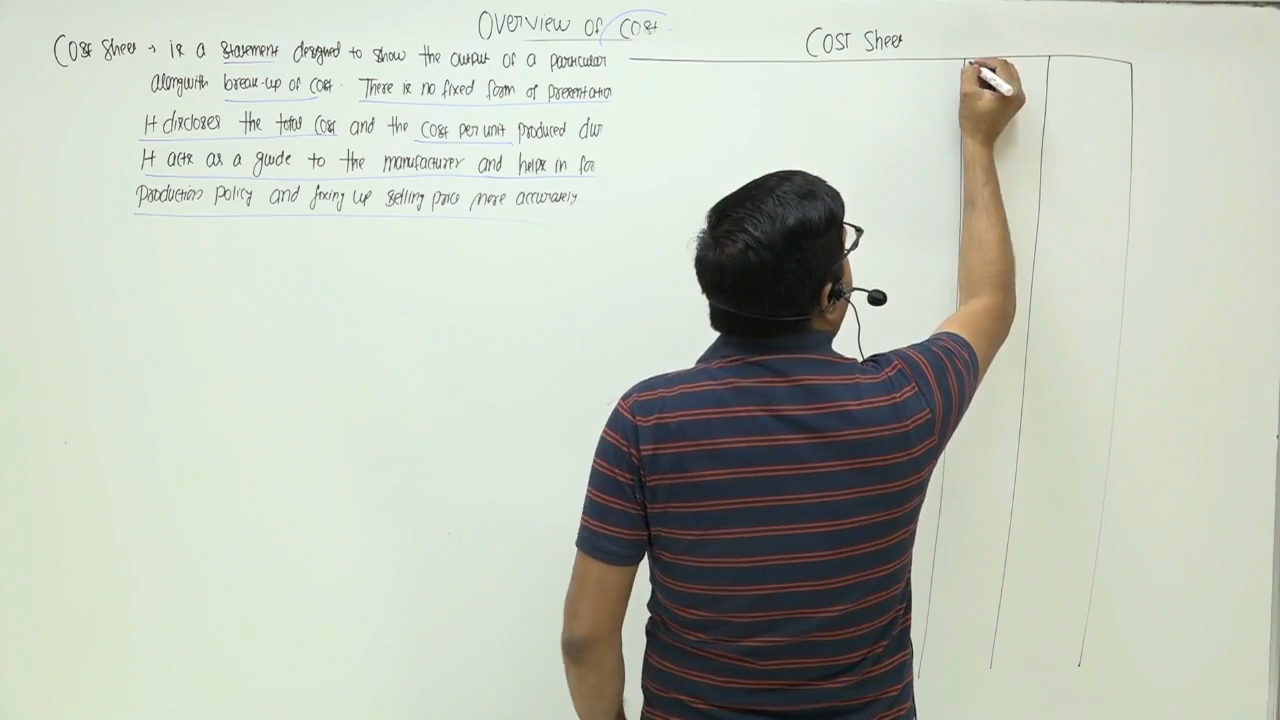 Overview of Cost
Cost Sheet → is a statement designed to show the output of a particular
alongwith break-up of cost. There is no fixed form of presentation
It discloses the total cost and the cost per unit produced dur
It acts as a guide to the manufacturer and helps in for
production policy and fixing up selling price more accurately
Cost Sheet